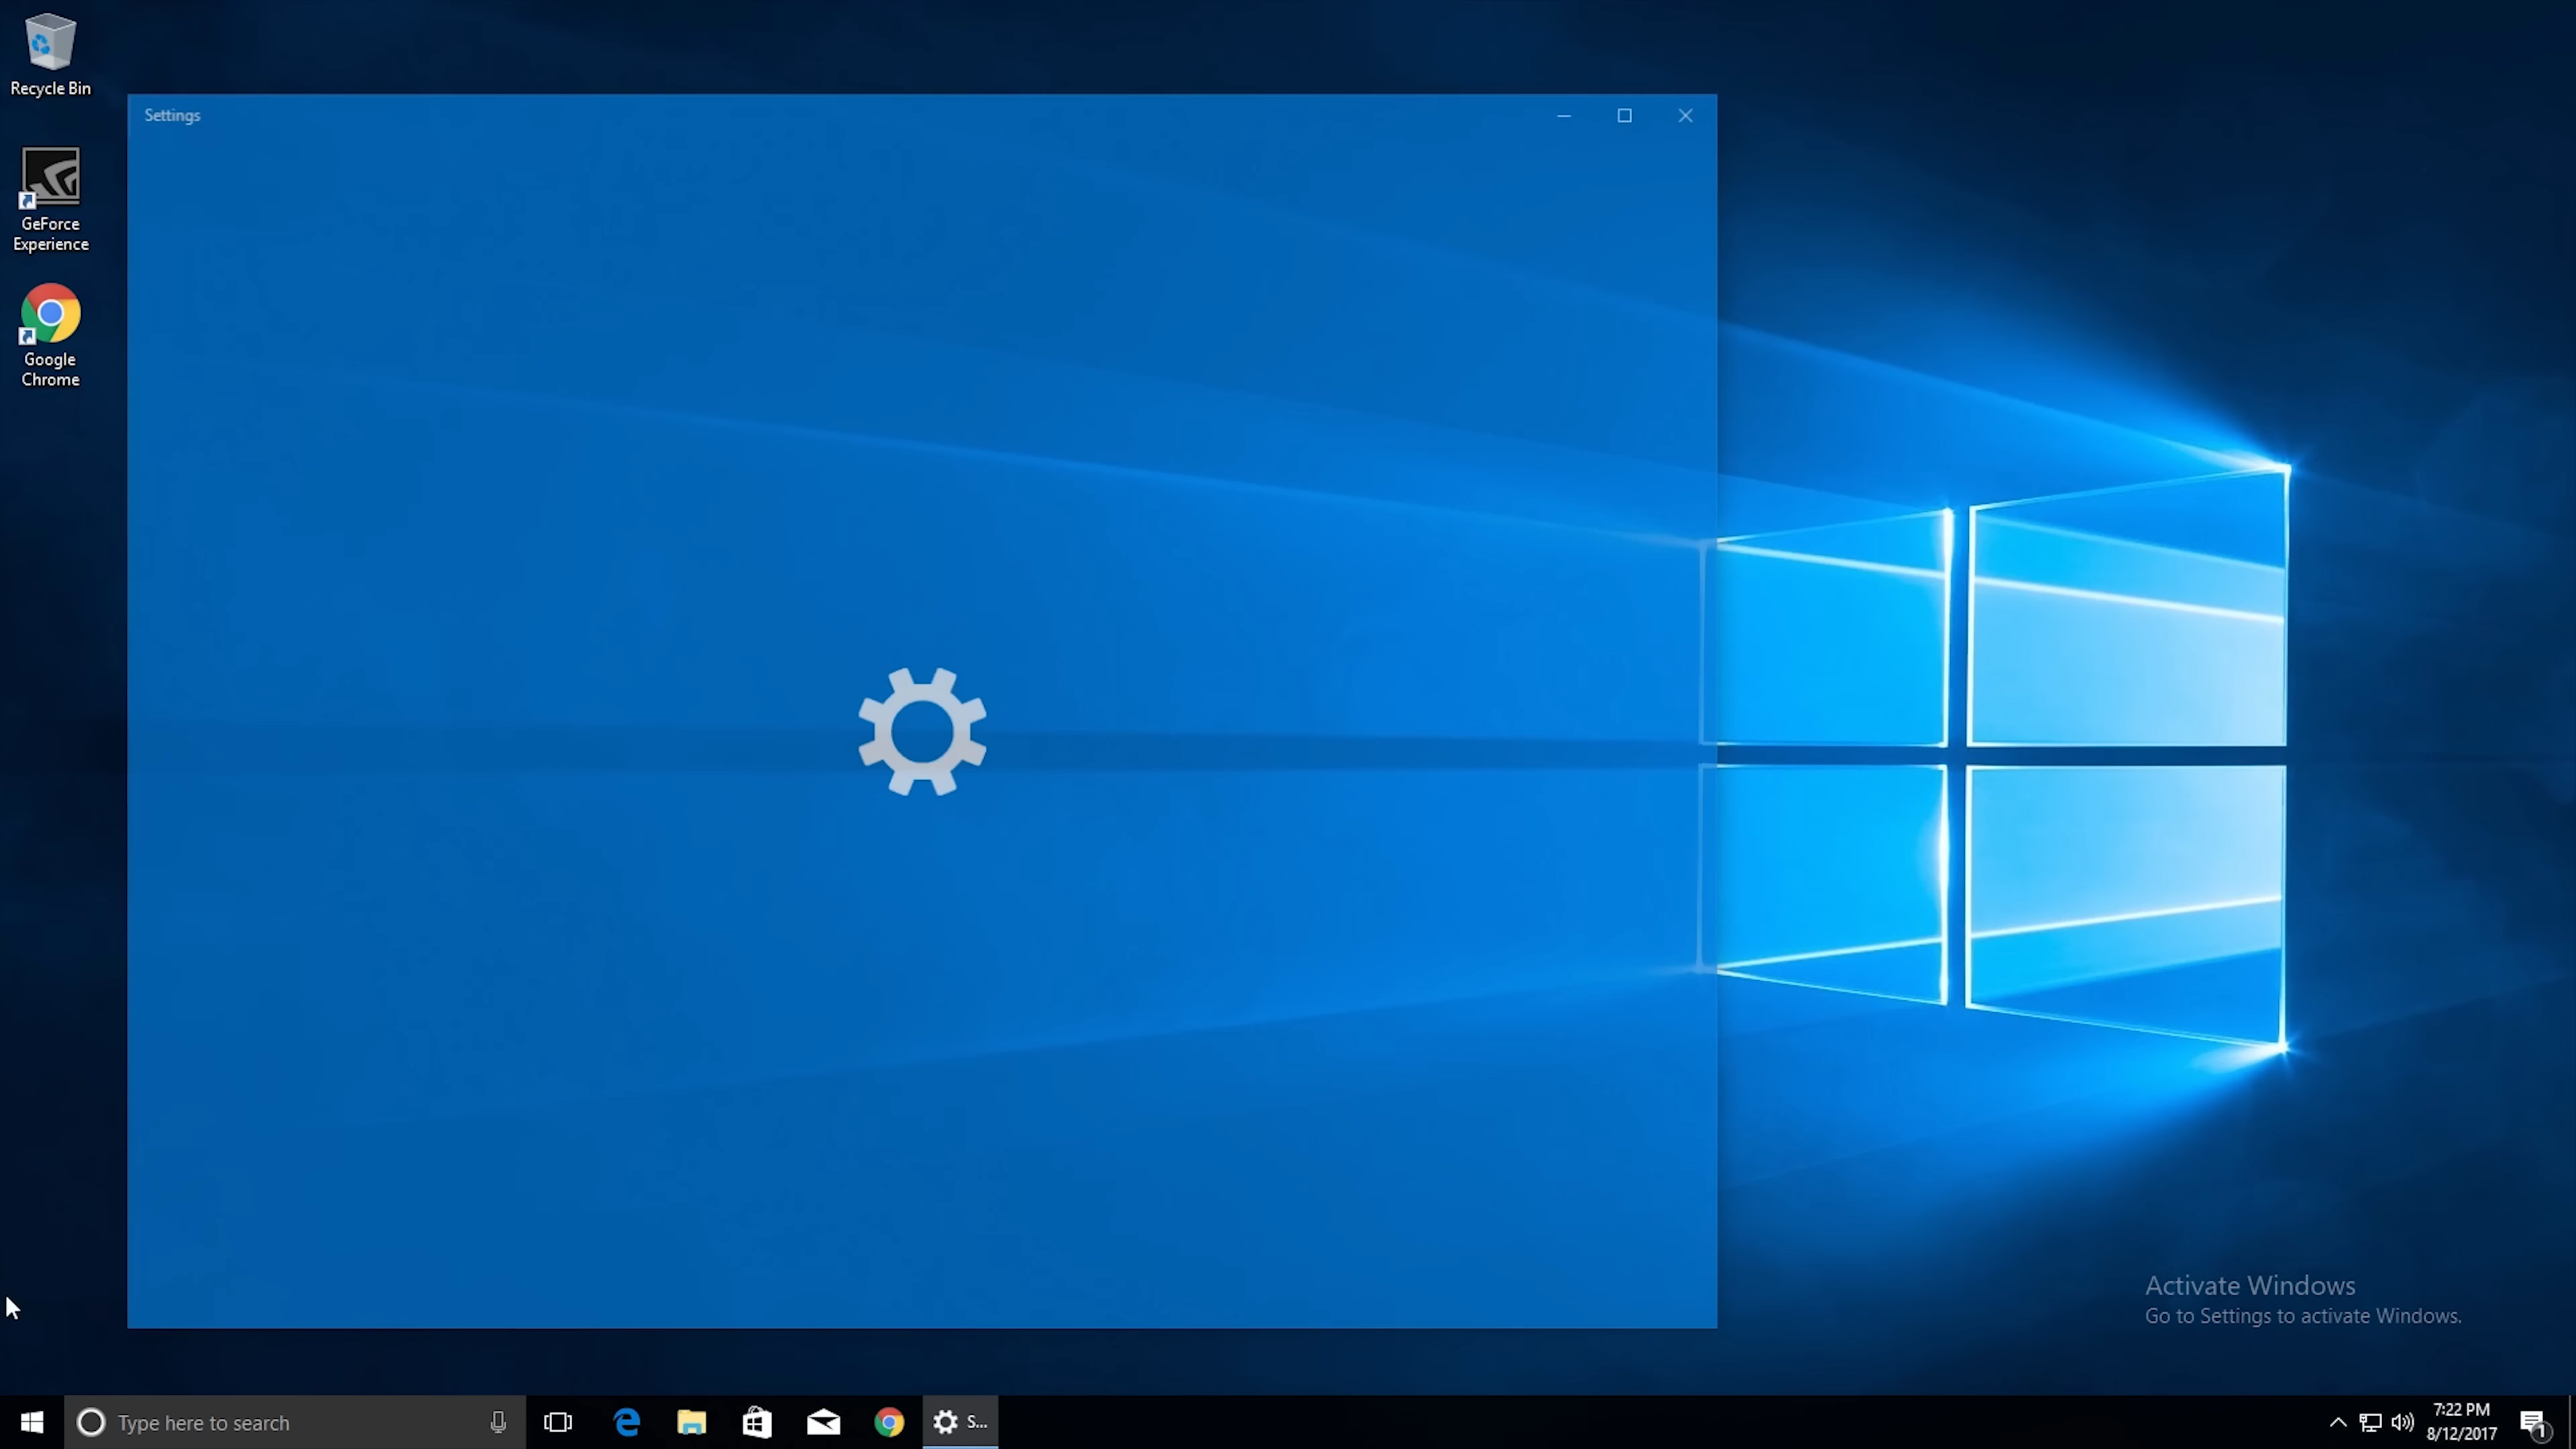 Recycle Bin
Settings
GeForce
Experience
Google
Chrome
Activate Windows
Go to Settings to activate Windows.
Type here to search
S...
7:22 PM
8/12/2017
1